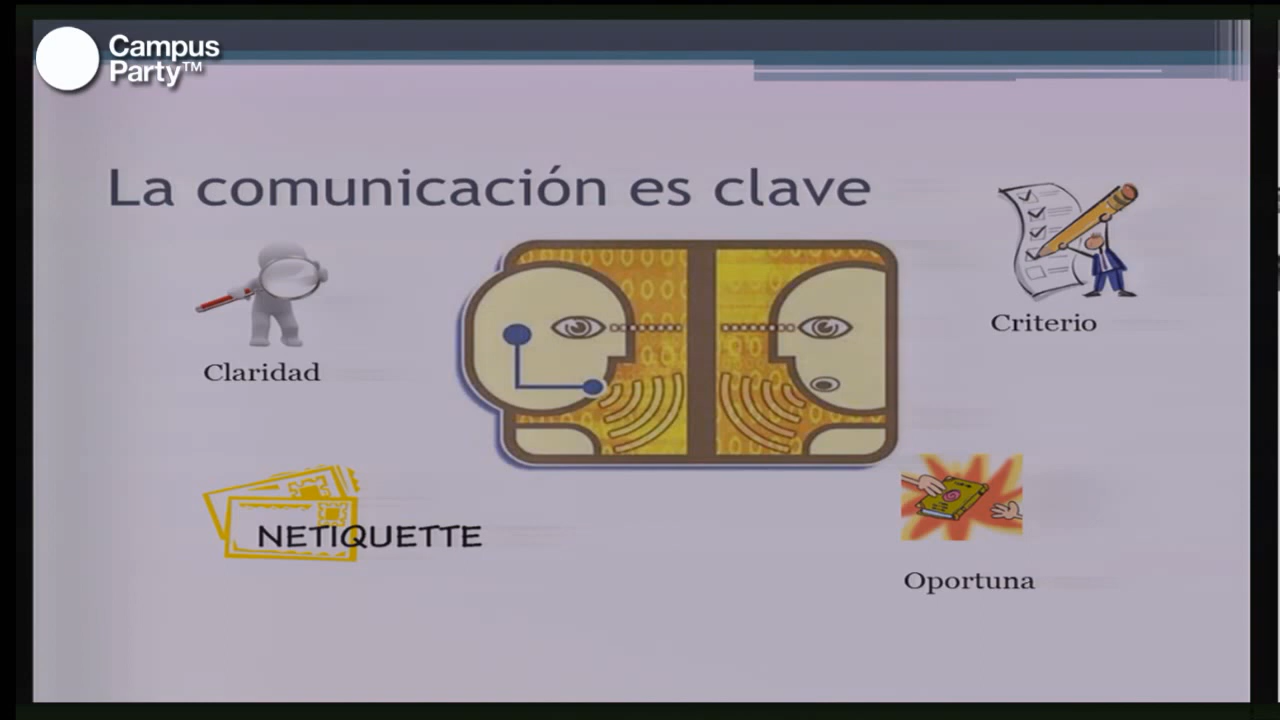 Campus
Party™
La comunicación es clave
Criterio
Claridad
NETIQUETTE
Oportuna